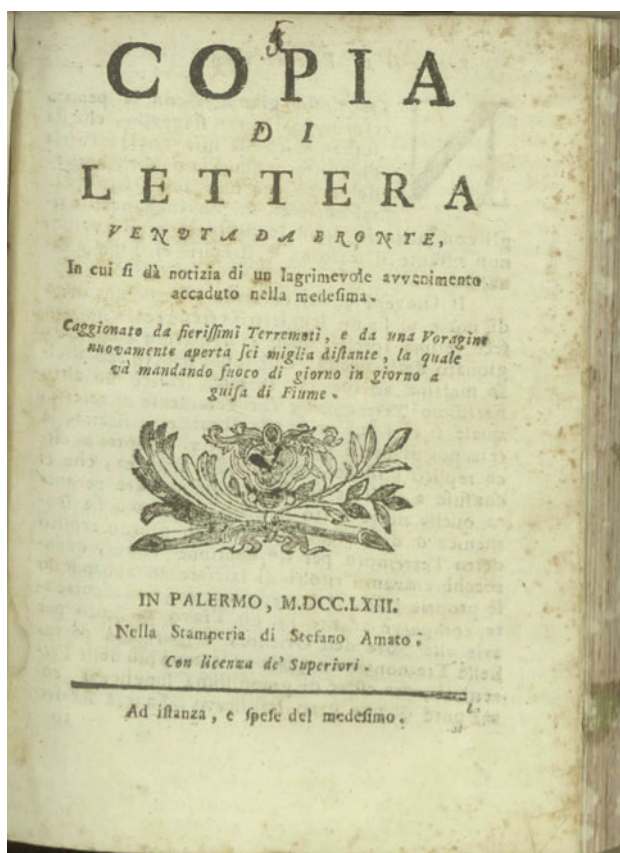 COPIA
DI
LETTERA
VENUTA DA BRONTE,
In cui ſi dà notizia di un lagrimevole avvenimento
accaduto nella medeſima.
Caggionato da fieriſſimi Terremoti, e da una Voragine
nuovamente aperta ſei miglia diſtante, la quale
và mandando fuoco di giorno in giorno a
guiſa di Fiume.
IN PALERMO, M.DCC.LXIII.
Nella Stamperia di Stefano Amato.
Con licenza de' Superiori.
Ad iſtanza, e ſpeſe del medeſimo.